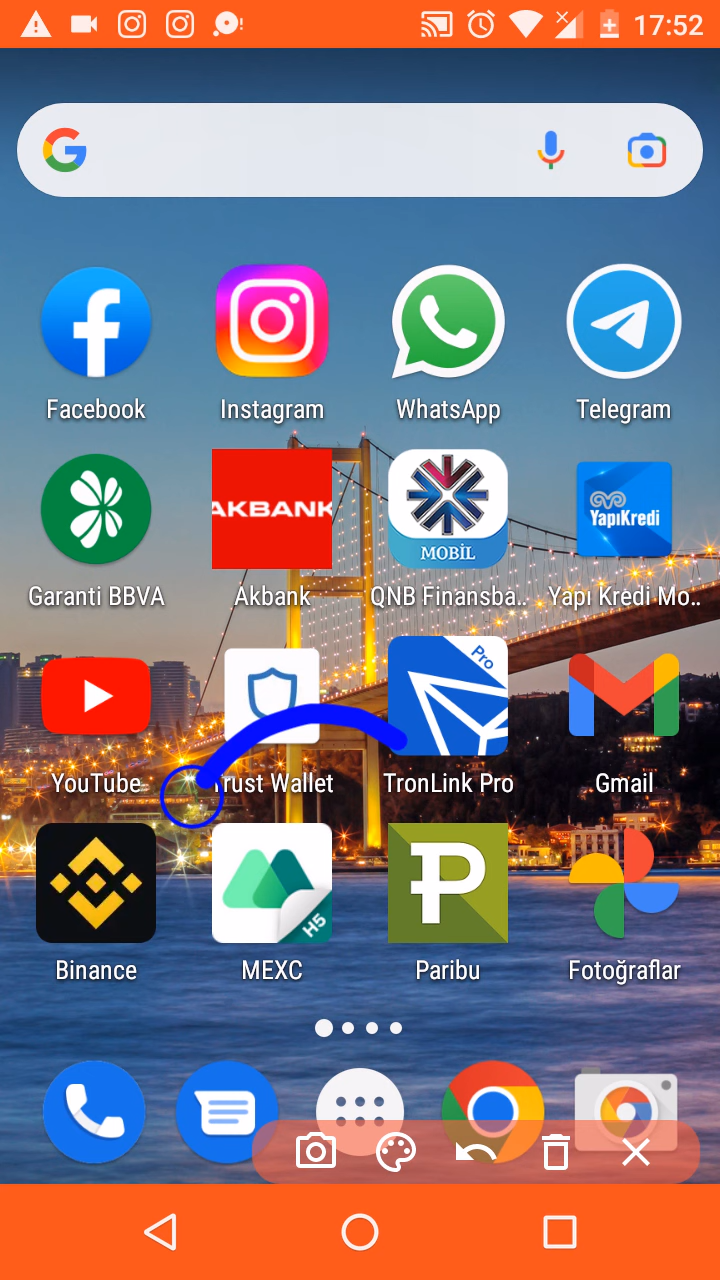 17:52
Facebook
Instagram
WhatsApp
Telegram
AKBANK
MOBİL
YapıKredi
Garanti BBVA
Akbank
QNB Finansba..
Yapı Kredi Mo..
Pro
YouTube
Trust Wallet
TronLink Pro
Gmail
H5
Binance
MEXC
Paribu
Fotoğraflar